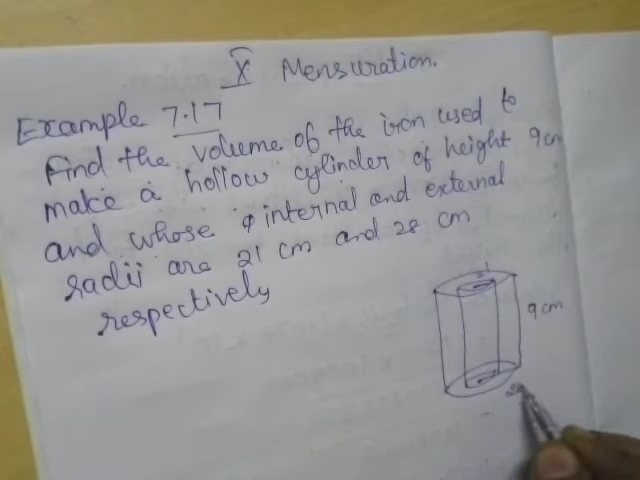 X Mensuration.
Example 7.17
Find the volume of the iron used to
make a hollow cylinder of height 9cm
and whose internal and external
radii are 21 cm and 28 cm
respectively
9cm